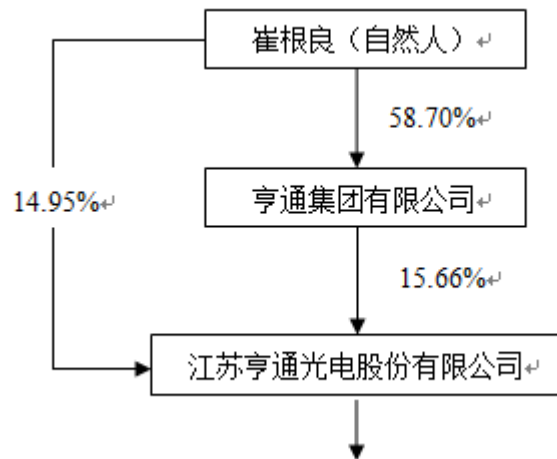 崔根良（自然人）
58.70%
14.95%
亨通集团有限公司
15.66%
江苏亨通光电股份有限公司